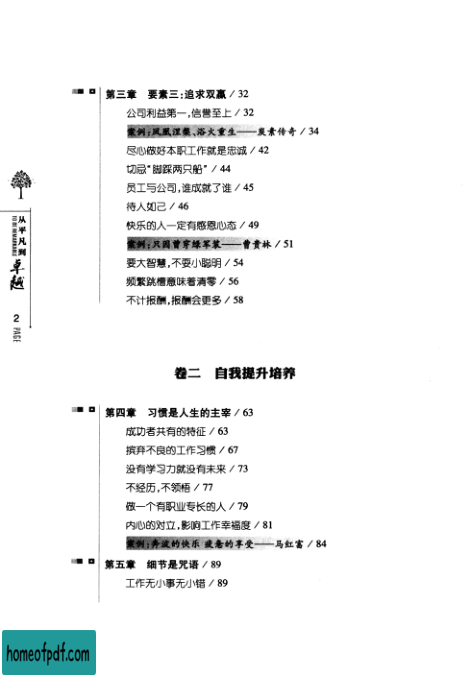 第三章 要素三:追求双赢 / 32
公司利益第一,信誉至上 / 32
案例:凤凰涅槃、浴火重生——炭素传奇 / 34
尽心做好本职工作就是忠诚 / 42
切忌“脚踩两只船” / 44
员工与公司,谁成就了谁 / 45
待人如己 / 46
快乐的人一定有感恩心态 / 49
案例:只因曾穿绿军装——曹贵林 / 51
要大智慧,不耍小聪明 / 54
频繁跳槽意味着清零 / 56
不计报酬,报酬会更多 / 58
从平凡到
卓越
2
PAGE
卷二 自我提升培养
第四章 习惯是人生的主宰 / 63
成功者共有的特征 / 63
摈弃不良的工作习惯 / 67
没有学习力就没有未来 / 73
不经历,不领悟 / 77
做一个有职业专长的人 / 79
内心的对立,影响工作幸福度 / 81
案例:奔波的快乐 疲惫的享受——马红富 / 84
第五章 细节是咒语 / 89
工作无小事无小错 / 89
homeofpdf.com